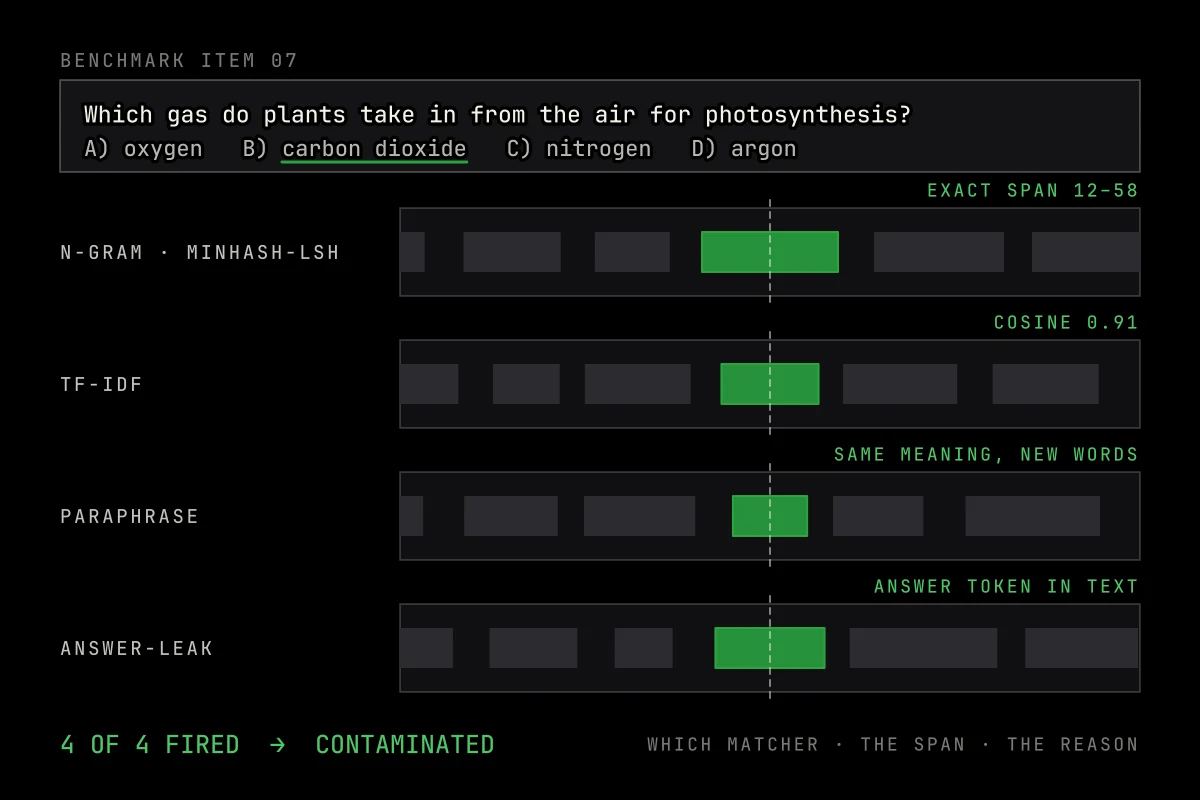 BENCHMARK ITEM 07
Which gas do plants take in from the air for photosynthesis?
A) oxygen B) carbon dioxide C) nitrogen D) argon
EXACT SPAN 12–58
N-GRAM · MINHASH-LSH
COSINE 0.91
TF-IDF
SAME MEANING, NEW WORDS
PARAPHRASE
ANSWER TOKEN IN TEXT
ANSWER-LEAK
4 OF 4 FIRED → CONTAMINATED
WHICH MATCHER · THE SPAN · THE REASON